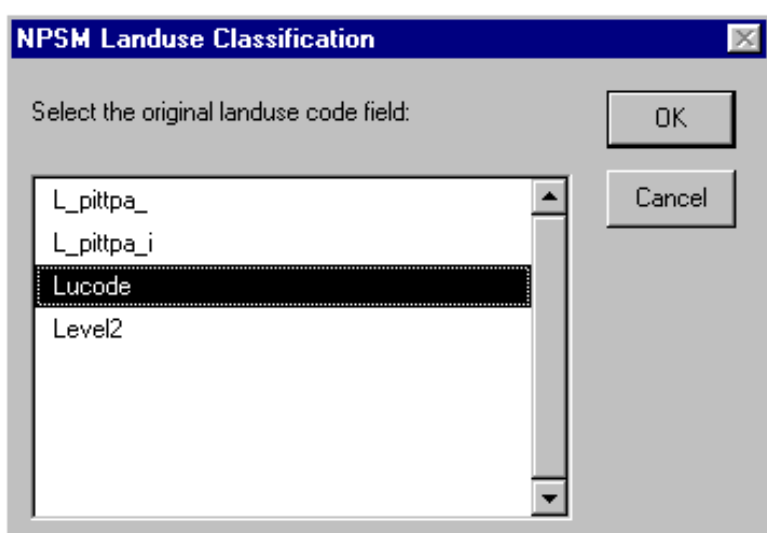 NPSM Landuse Classification
Select the original landuse code field:
OK
Cancel
L_pittpa_
L_pittpa_i
Lucode
Level2